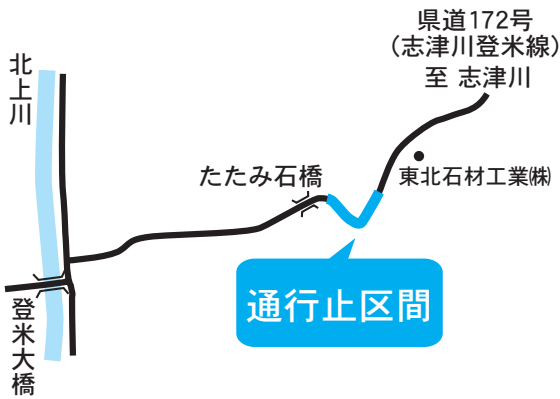 県道172号
(志津川登米線)
至 志津川
北上川
たたみ石橋
東北石材工業㈱
通行止区間
登米大橋